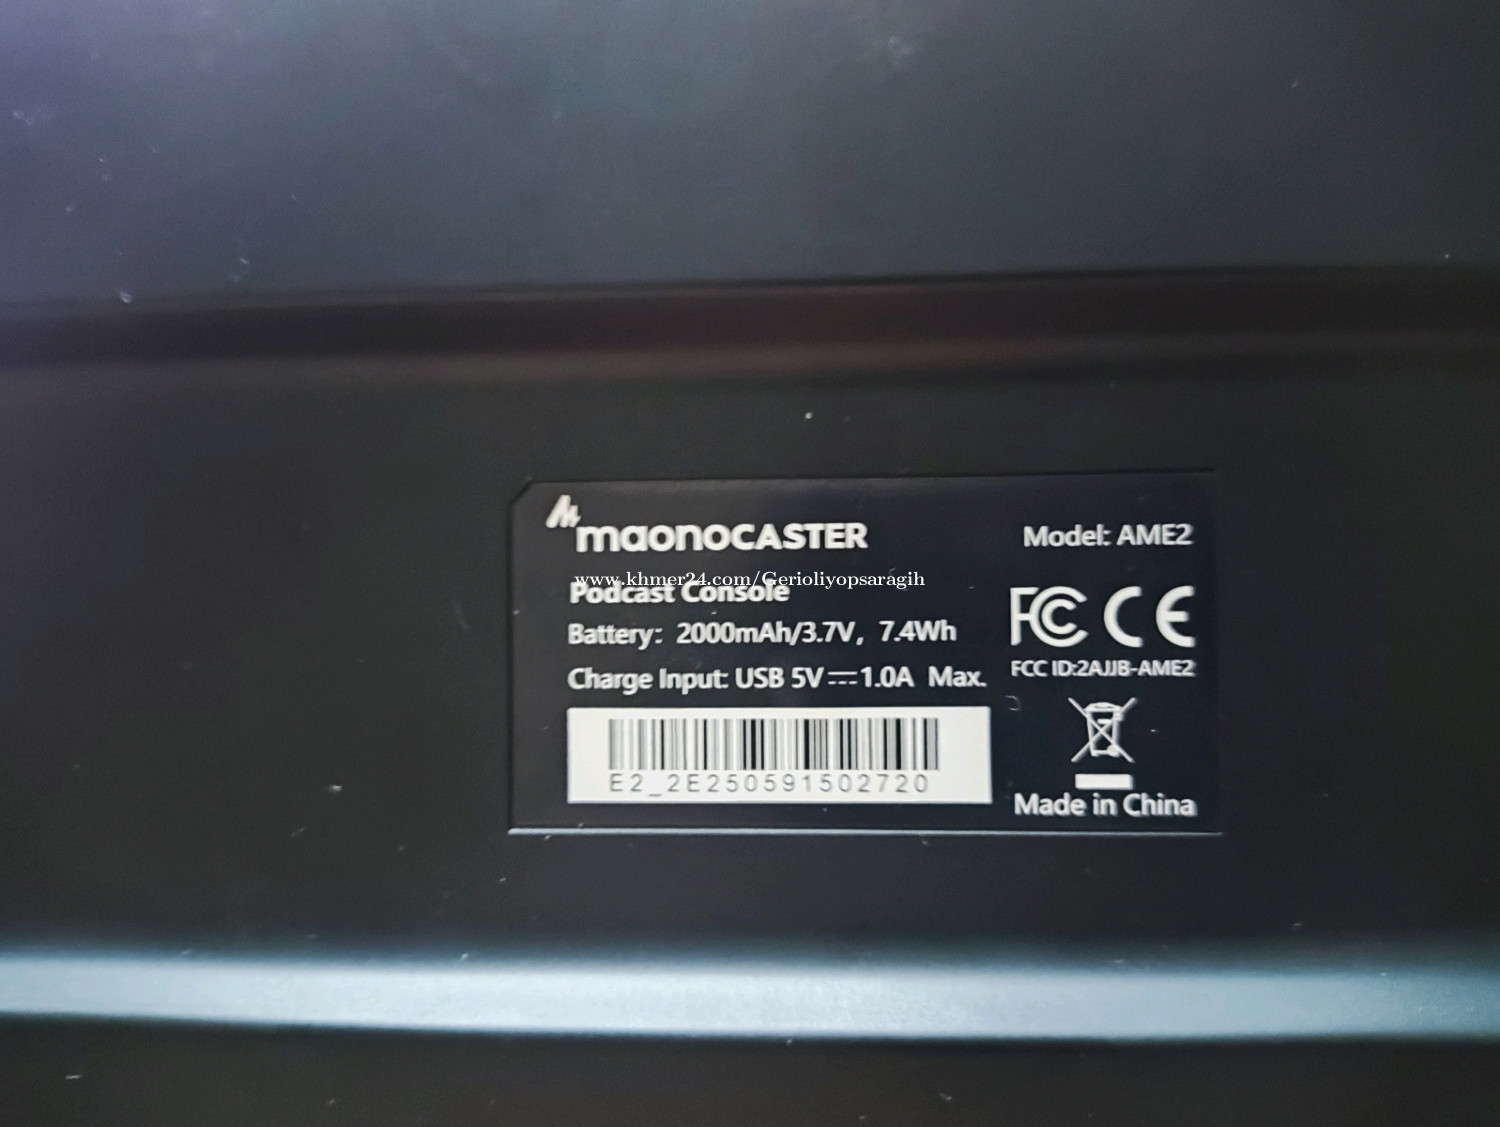 maonoCASTER
Model: AME2
www.khmer24.com/Gerioliyopsaragih
Podcast Console
Battery: 2000mAh/3.7V, 7.4Wh
Charge Input: USB 5V⎓1.0A Max.
FC CE
FCC ID:2AJJB-AME2
E2_2E250591502720
Made in China